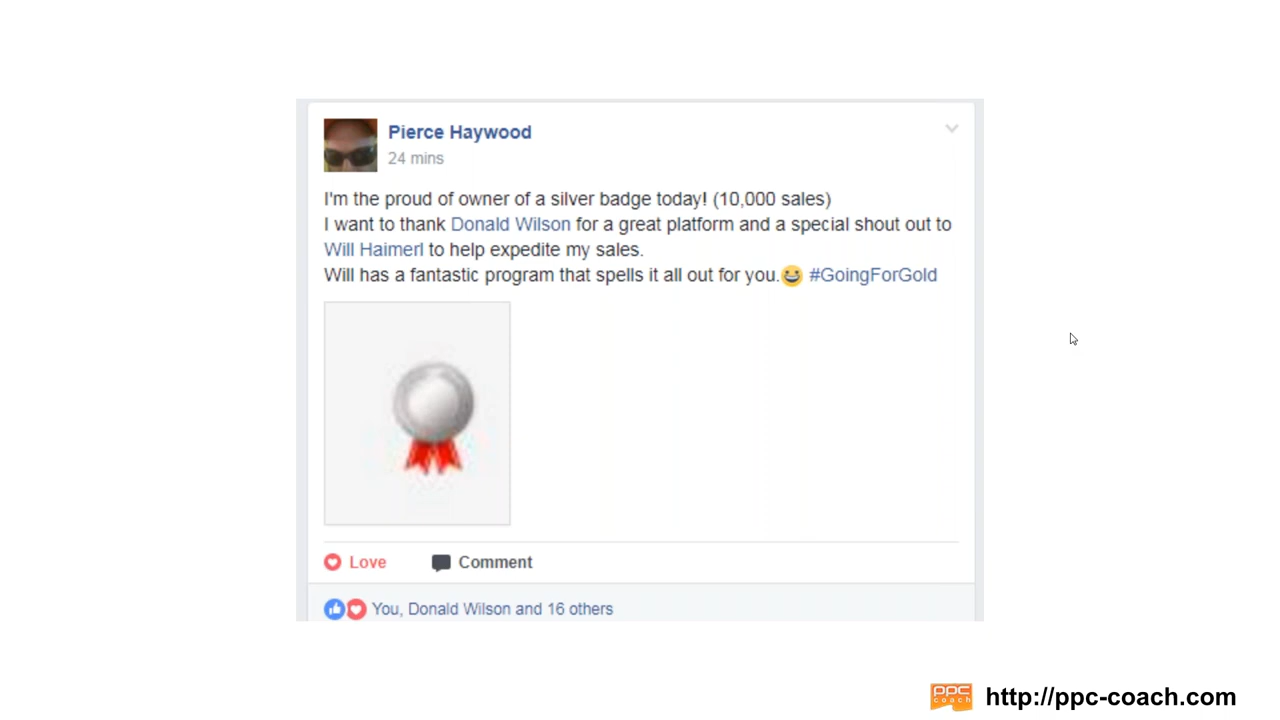 Pierce Haywood
24 mins
I'm the proud of owner of a silver badge today! (10,000 sales)
I want to thank Donald Wilson for a great platform and a special shout out to
Will Haimerl to help expedite my sales.
Will has a fantastic program that spells it all out for you.😀 #GoingForGold
Love Comment
You, Donald Wilson and 16 others
PPC coach http://ppc-coach.com